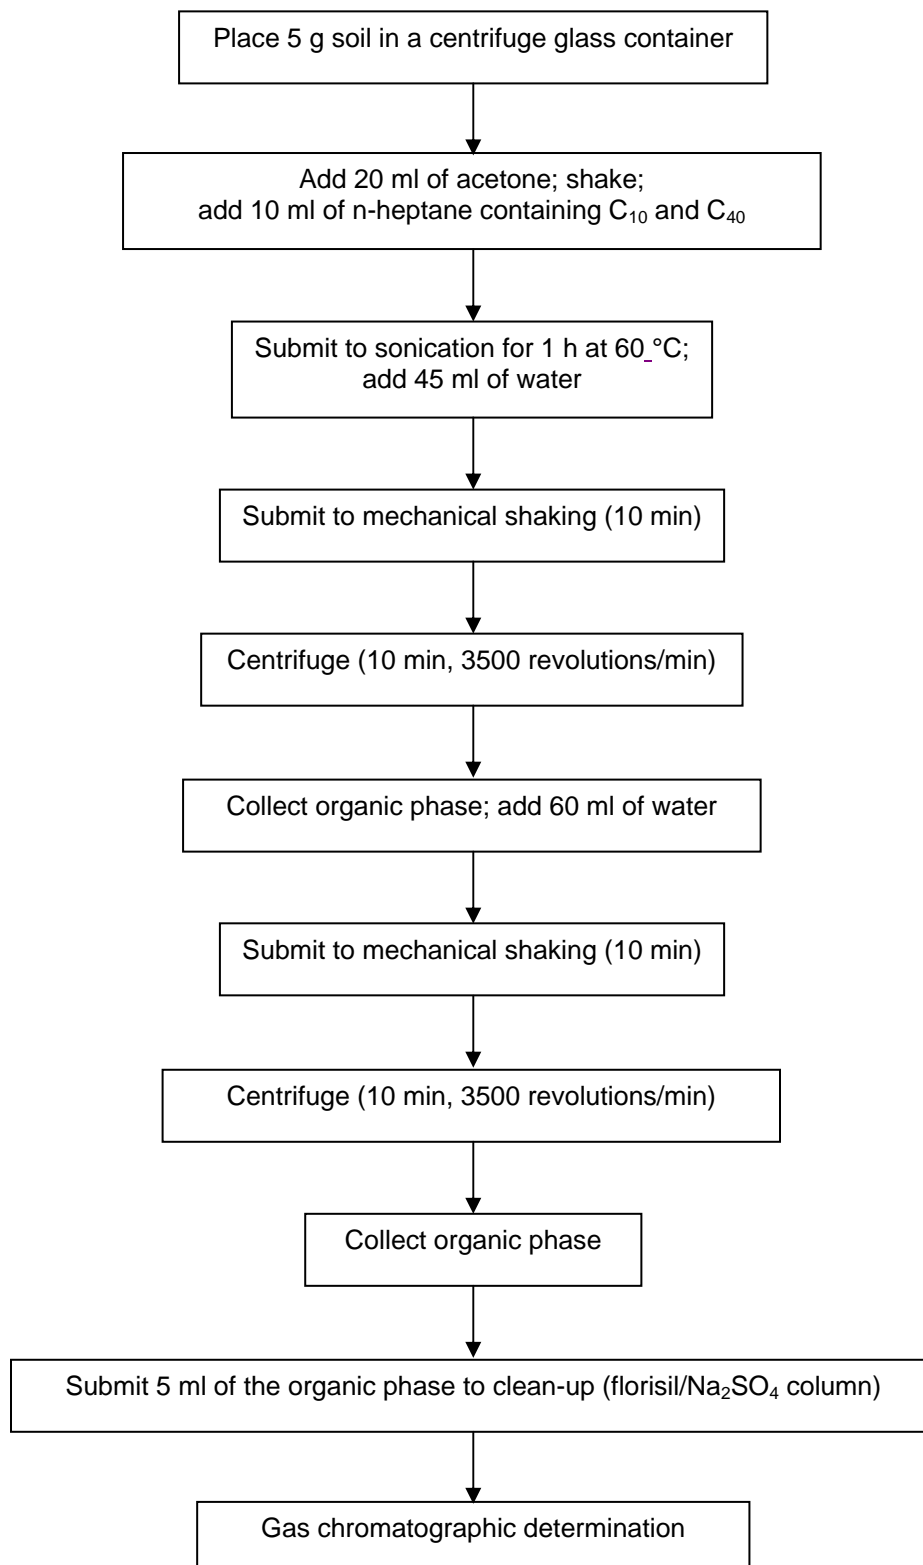 Place 5 g soil in a centrifuge glass container
Add 20 ml of acetone; shake;
add 10 ml of n-heptane containing C₁₀ and C₄₀
Submit to sonication for 1 h at 60 °C;
add 45 ml of water
Submit to mechanical shaking (10 min)
Centrifuge (10 min, 3500 revolutions/min)
Collect organic phase; add 60 ml of water
Submit to mechanical shaking (10 min)
Centrifuge (10 min, 3500 revolutions/min)
Collect organic phase
Submit 5 ml of the organic phase to clean-up (florisil/Na₂SO₄ column)
Gas chromatographic determination